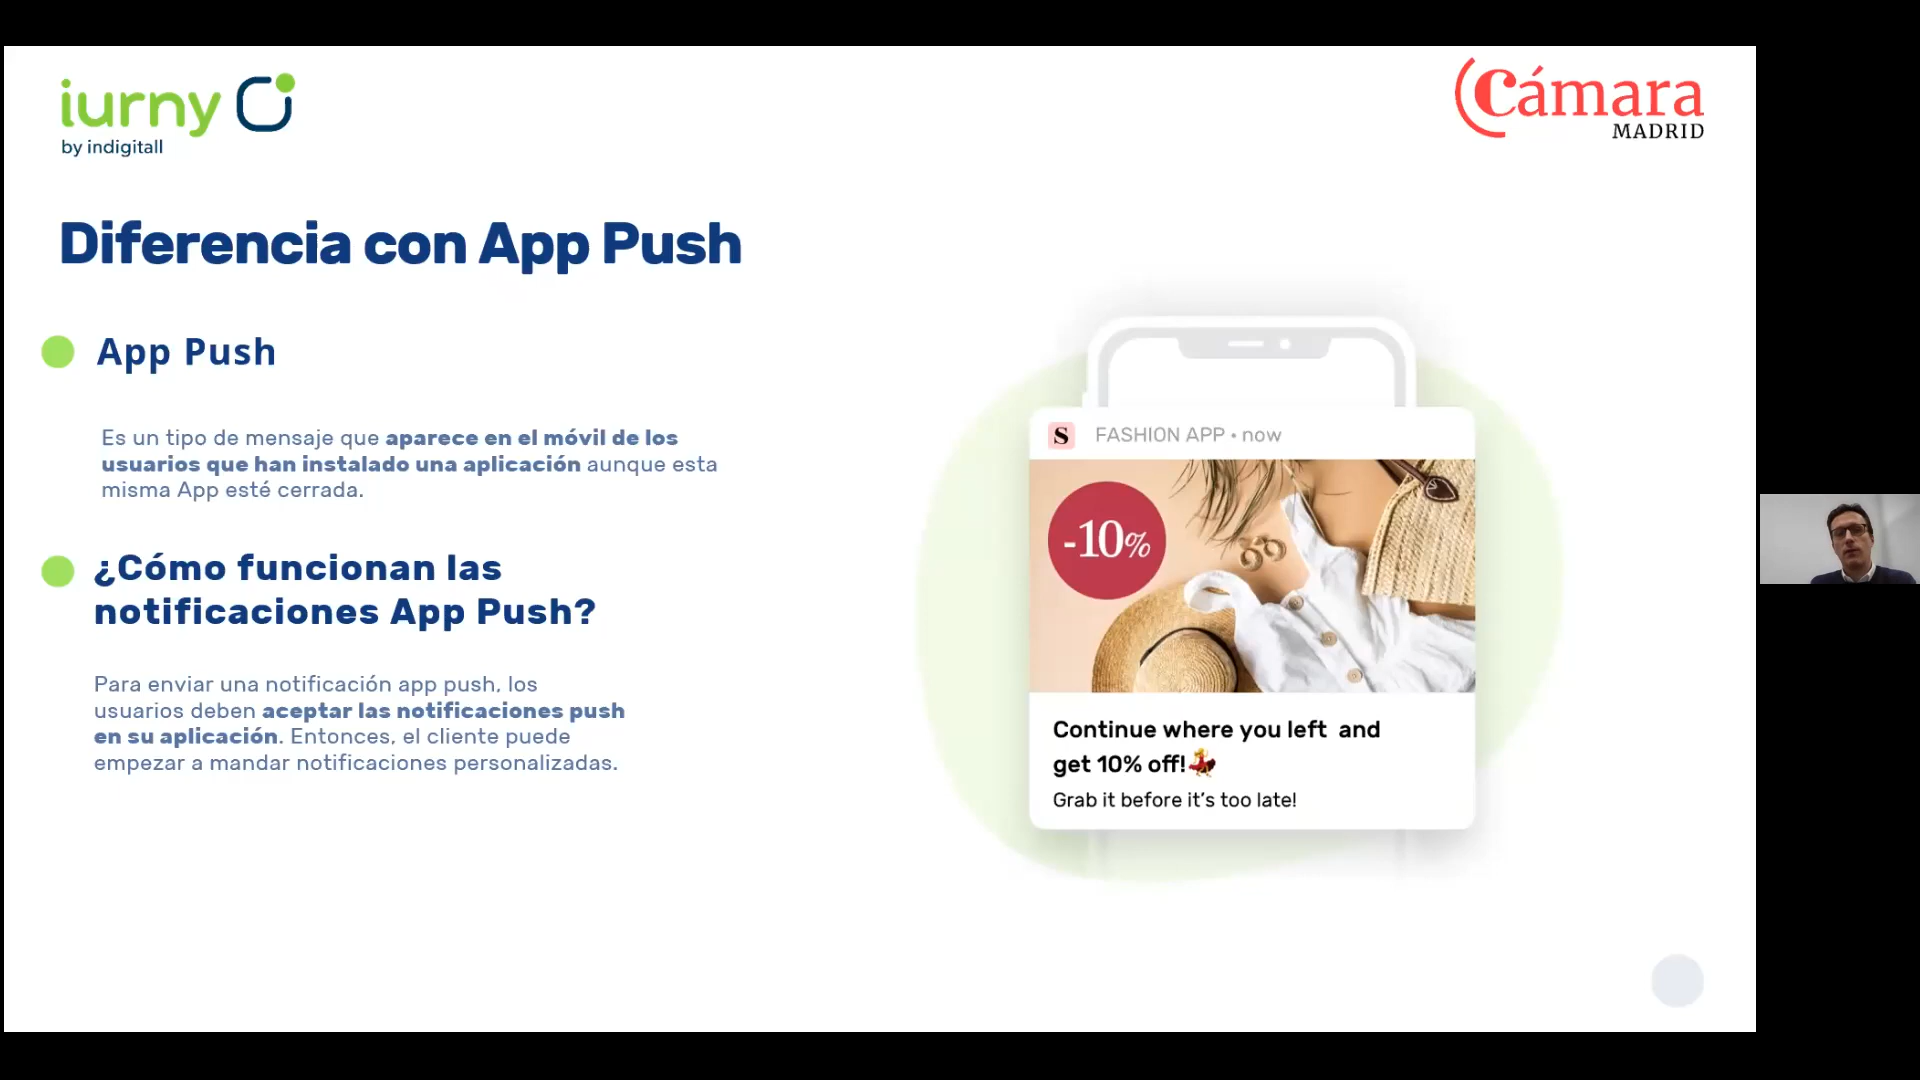 iurny
by indigitall
Cámara
MADRID
Diferencia con App Push
App Push
Es un tipo de mensaje que aparece en el móvil de los
usuarios que han instalado una aplicación aunque esta
misma App esté cerrada.
¿Cómo funcionan las
notificaciones App Push?
Para enviar una notificación app push, los
usuarios deben aceptar las notificaciones push
en su aplicación. Entonces, el cliente puede
empezar a mandar notificaciones personalizadas.
S FASHION APP • now
-10%
Continue where you left and
get 10% off!💃
Grab it before it’s too late!